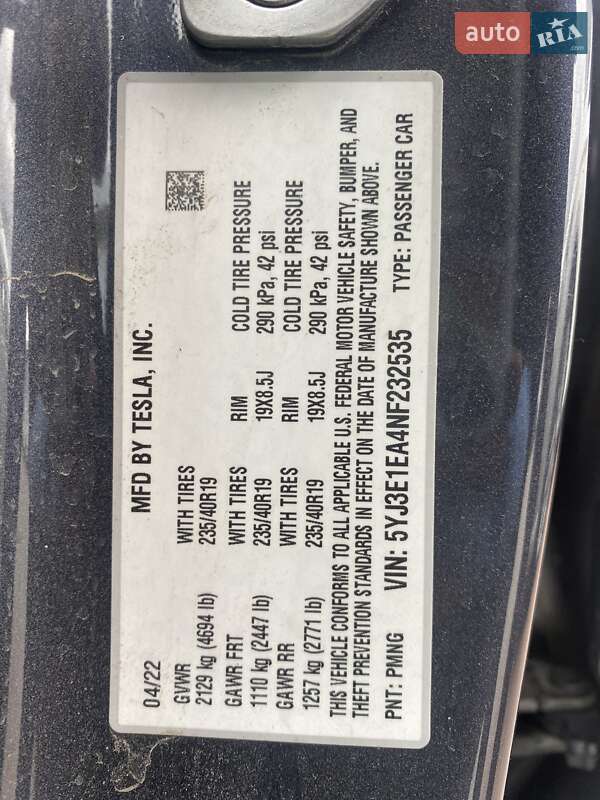 auto RIA.com
MFD BY TESLA, INC.
04/22
GVWR WITH TIRES
2129 kg (4694 lb) 235/40R19
GAWR FRT WITH TIRES RIM COLD TIRE PRESSURE
1110 kg (2447 lb) 235/40R19 19X8.5J 290 kPa, 42 psi
GAWR RR WITH TIRES RIM COLD TIRE PRESSURE
1257 kg (2771 lb) 235/40R19 19X8.5J 290 kPa, 42 psi
THIS VEHICLE CONFORMS TO ALL APPLICABLE U.S. FEDERAL MOTOR VEHICLE SAFETY, BUMPER, AND
THEFT PREVENTION STANDARDS IN EFFECT ON THE DATE OF MANUFACTURE SHOWN ABOVE.
PNT: PMNG VIN: 5YJ3E1EA4NF232535 TYPE: PASSENGER CAR